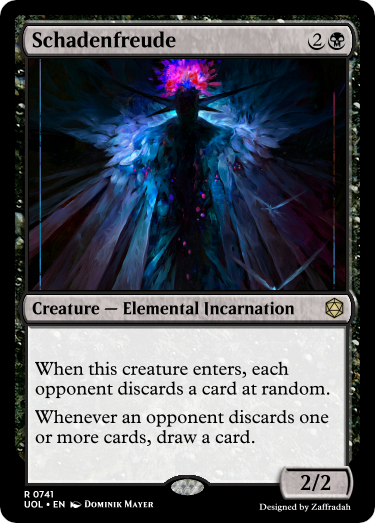 Schadenfreude 2
Creature — Elemental Incarnation
When this creature enters, each
opponent discards a card at random.
Whenever an opponent discards one
or more cards, draw a card.
2/2
R 0741
UOL • EN Dominik Mayer
Designed by Zaffradah